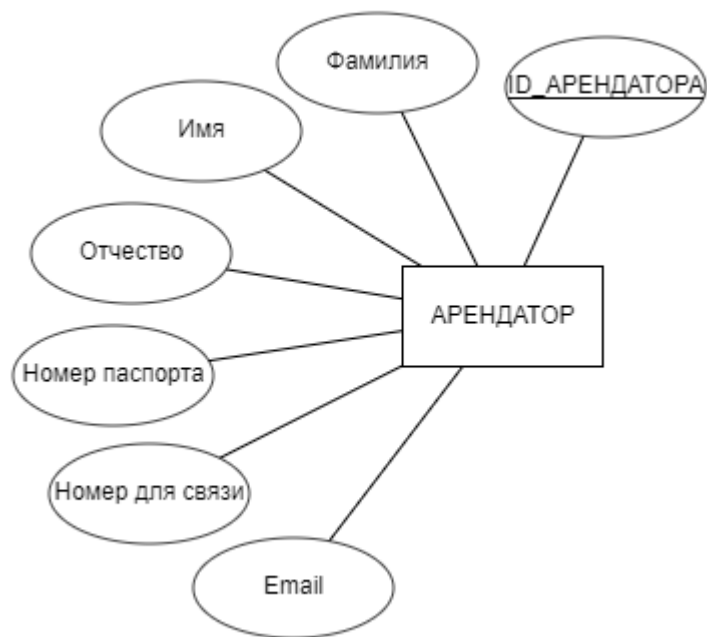 Фамилия
ID_АРЕНДАТОРА
Имя
Отчество
АРЕНДАТОР
Номер паспорта
Номер для связи
Email